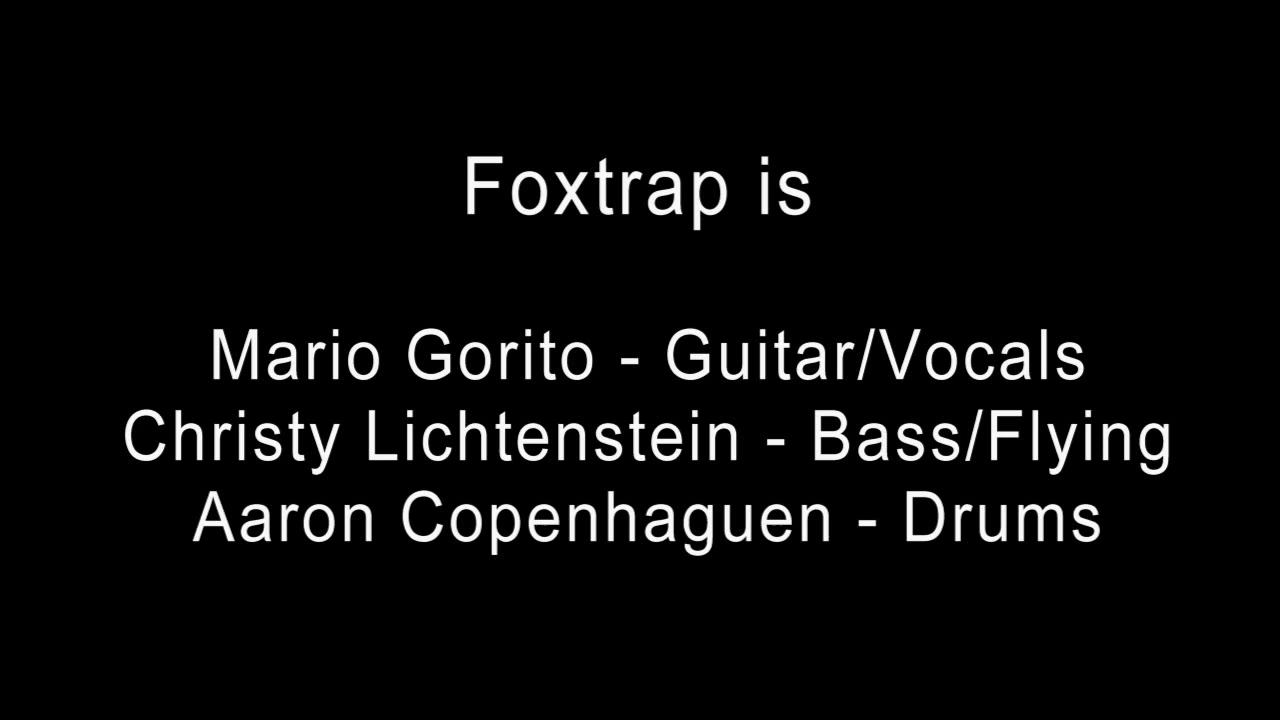 Foxtrap is
Mario Gorito - Guitar/Vocals
Christy Lichtenstein - Bass/Flying
Aaron Copenhaguen - Drums